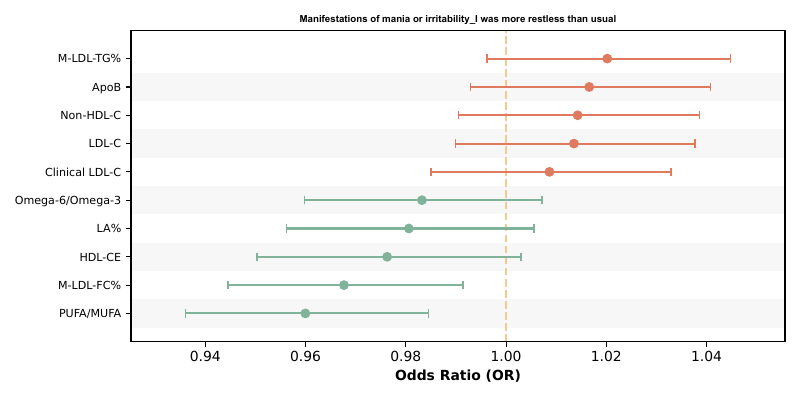 Manifestations of mania or irritability_I was more restless than usual
M-LDL-TG%
ApoB
Non-HDL-C
LDL-C
Clinical LDL-C
Omega-6/Omega-3
LA%
HDL-CE
M-LDL-FC%
PUFA/MUFA
0.94 0.96 0.98 1.00 1.02 1.04
Odds Ratio (OR)